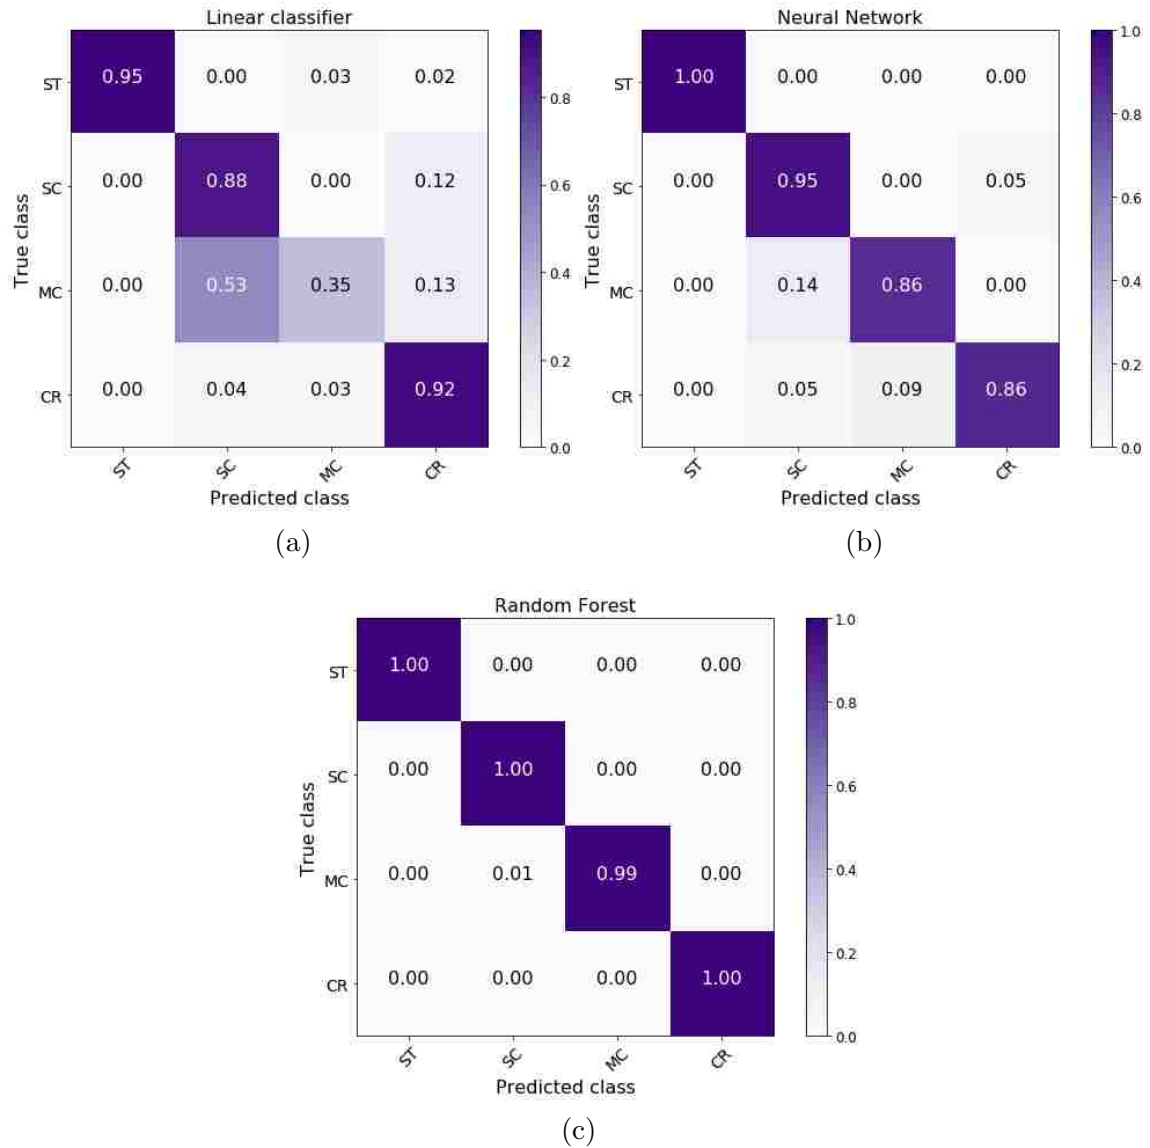 Linear classifier
ST 0.95 0.00 0.03 0.02
0.8
SC 0.00 0.88 0.00 0.12
0.6
True class
0.4
MC 0.00 0.53 0.35 0.13
0.2
CR 0.00 0.04 0.03 0.92
0.0
ST SC MC CR
Predicted class
(a)
Neural Network
1.0
ST 1.00 0.00 0.00 0.00
0.8
SC 0.00 0.95 0.00 0.05
0.6
True class
0.4
MC 0.00 0.14 0.86 0.00
0.2
CR 0.00 0.05 0.09 0.86
0.0
ST SC MC CR
Predicted class
(b)
Random Forest
1.0
ST 1.00 0.00 0.00 0.00
0.8
SC 0.00 1.00 0.00 0.00
0.6
True class
0.4
MC 0.00 0.01 0.99 0.00
0.2
CR 0.00 0.00 0.00 1.00
0.0
ST SC MC CR
Predicted class
(c)